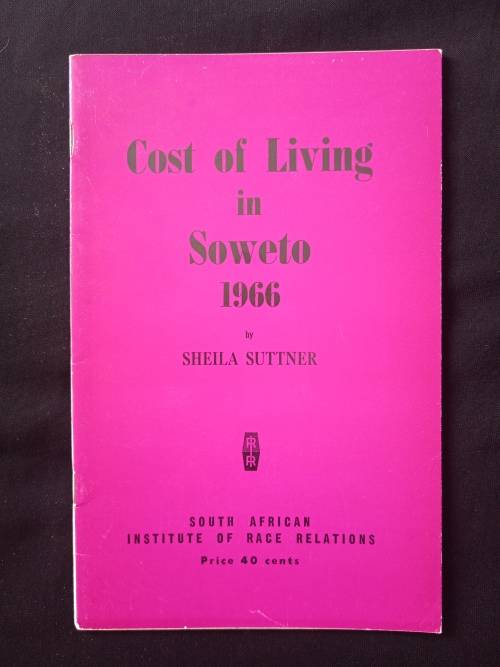 Cost of Living
in
Soweto
1966
by
SHEILA SUTTNER
SOUTH AFRICAN
INSTITUTE OF RACE RELATIONS
Price 40 cents